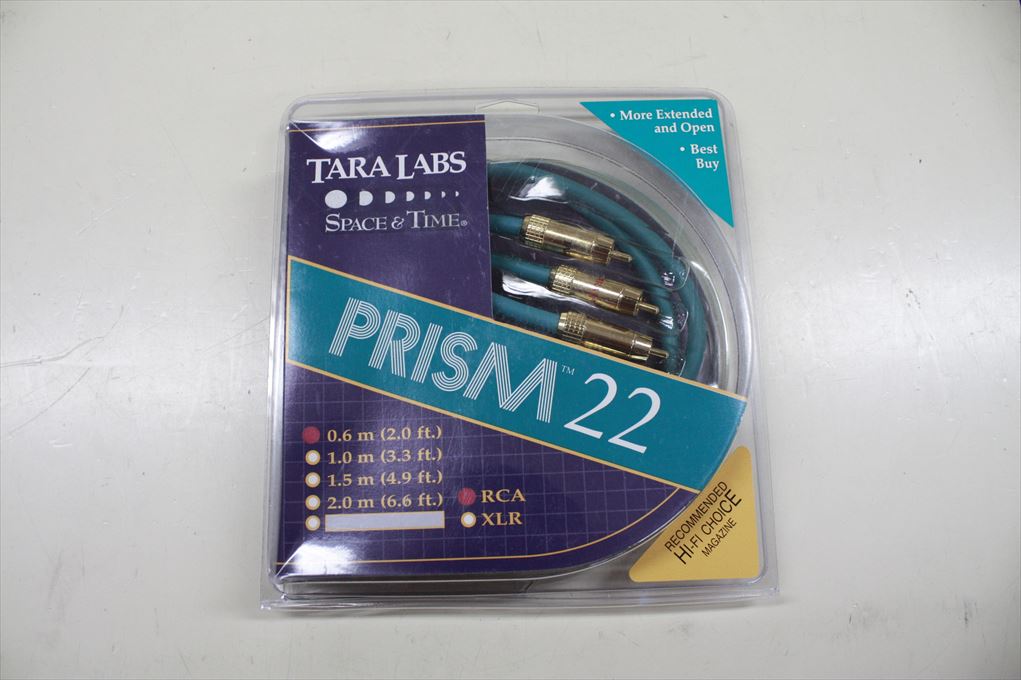 TARA LABS
SPACE & TIME®
• More Extended
and Open
• Best
Buy
PRISM™ 22
0.6 m (2.0 ft.)
1.0 m (3.3 ft.)
1.5 m (4.9 ft.)
2.0 m (6.6 ft.)
RCA
XLR
RECOMMENDED
HI-FI CHOICE
MAGAZINE